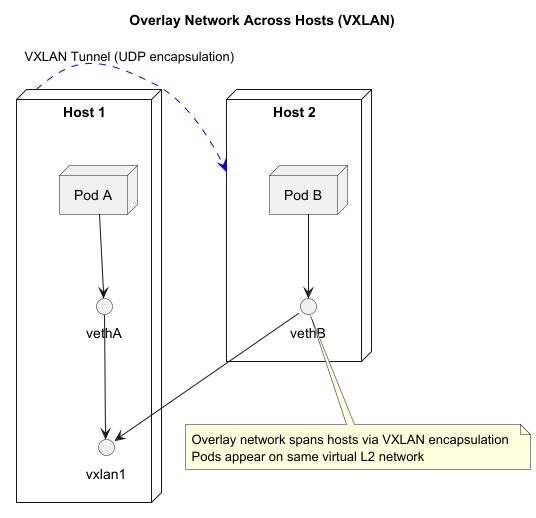 Overlay Network Across Hosts (VXLAN)
VXLAN Tunnel (UDP encapsulation)
Host 1
Host 2
Pod A
Pod B
vethA
vethB
Overlay network spans hosts via VXLAN encapsulation
Pods appear on same virtual L2 network
vxlan1